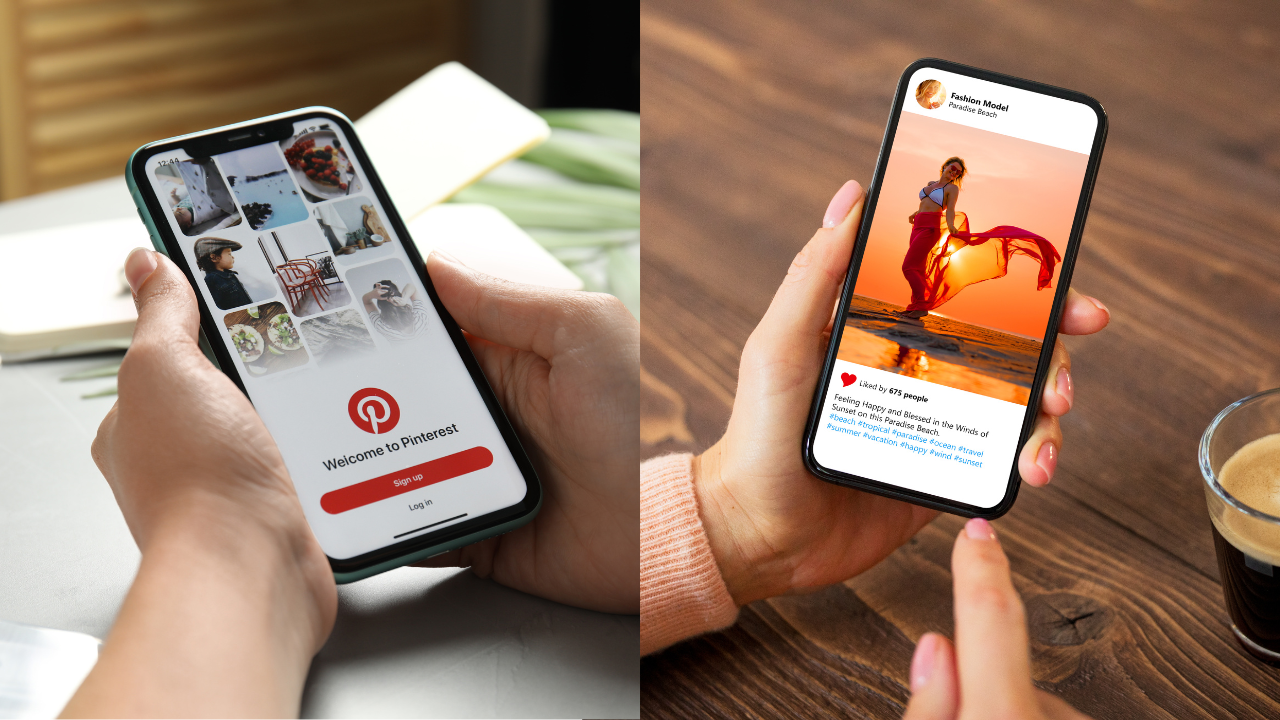 12:44
Welcome to Pinterest
Sign up
Log in
Fashion Model
Paradise Beach
Liked by 675 people
Feeling Happy and Blessed in the Winds of
Sunset on this Paradise Beach.
#beach #tropical #paradise #ocean #travel
#summer #vacation #happy #wind #sunset